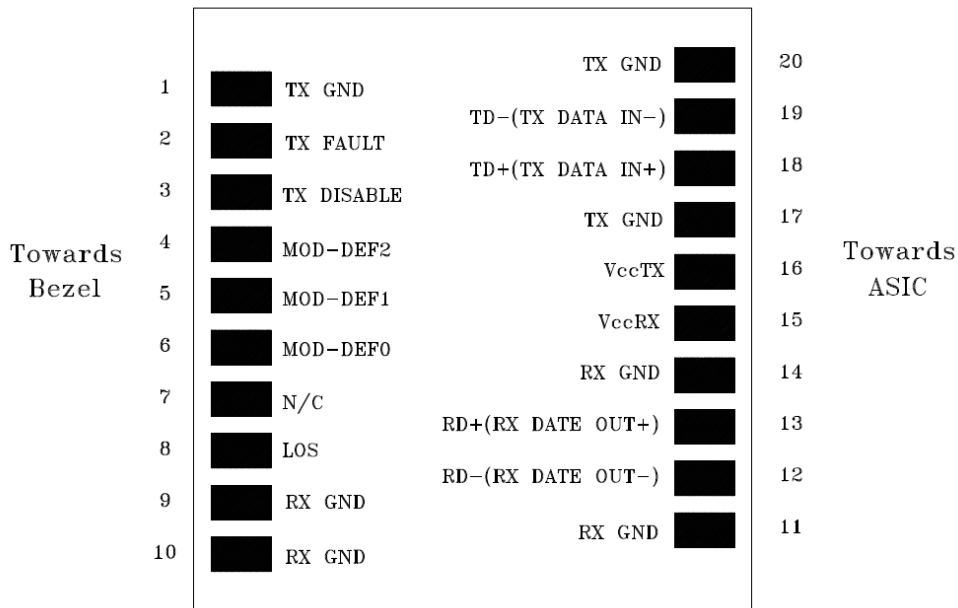 1 TX GND
2 TX FAULT
3 TX DISABLE
4 MOD-DEF2
5 MOD-DEF1
6 MOD-DEF0
7 N/C
8 LOS
9 RX GND
10 RX GND
Towards
Bezel
TX GND 20
TD-(TX DATA IN-) 19
TD+(TX DATA IN+) 18
TX GND 17
VccTX 16
VccRX 15
RX GND 14
RD+(RX DATE OUT+) 13
RD-(RX DATE OUT-) 12
RX GND 11
Towards
ASIC